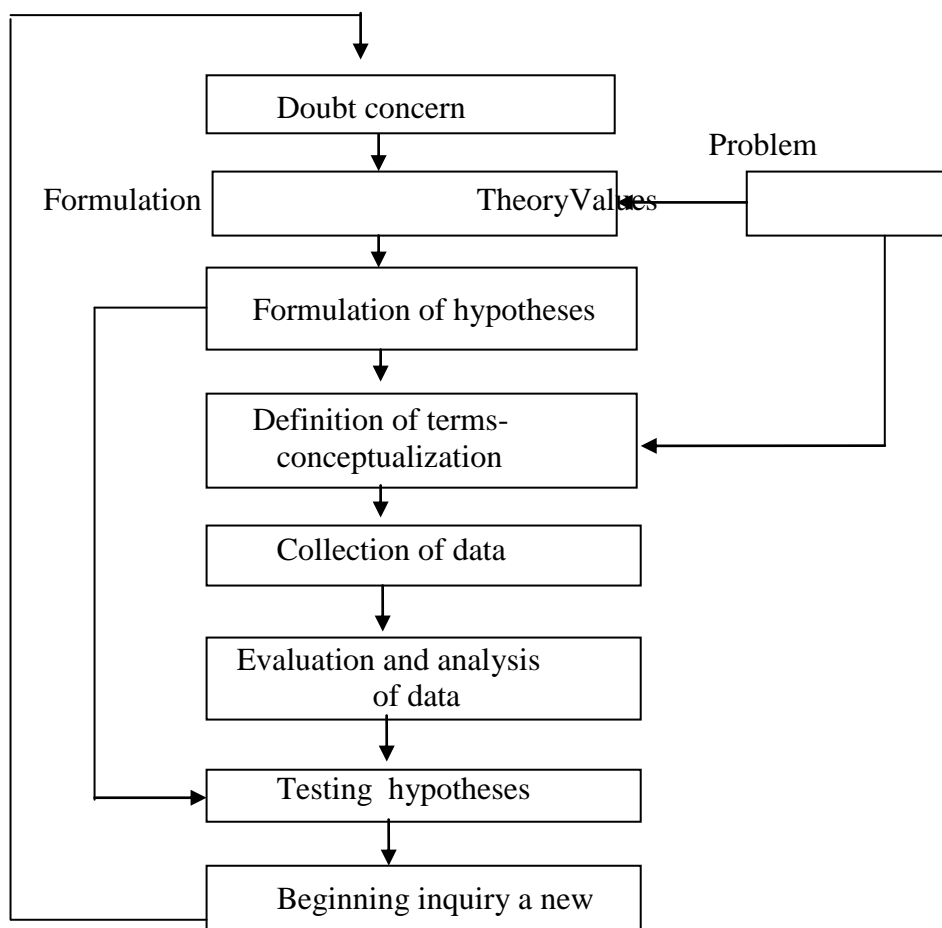 Doubt concern
Problem
Formulation TheoryValues
Formulation of hypotheses
Definition of terms-
conceptualization
Collection of data
Evaluation and analysis
of data
Testing hypotheses
Beginning inquiry a new